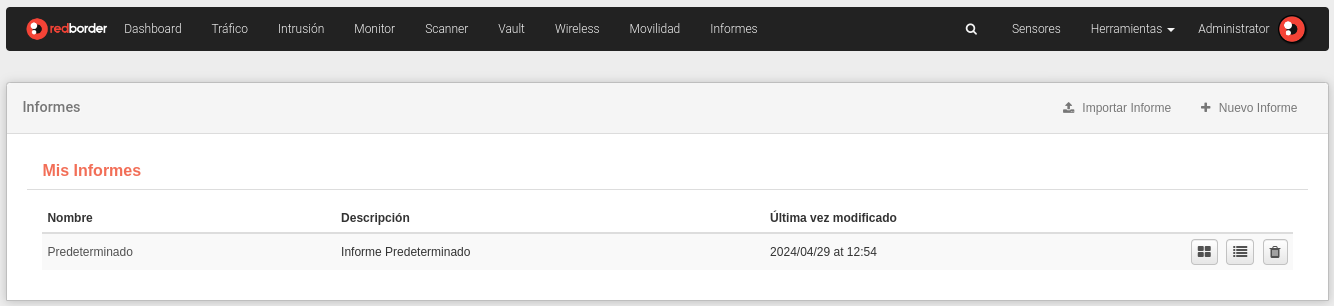 redborder Dashboard Tráfico Intrusión Monitor Scanner Vault Wireless Movilidad Informes Sensores Herramientas Administrator
Informes Importar Informe Nuevo Informe
Mis Informes
Nombre Descripción Última vez modificado
Predeterminado Informe Predeterminado 2024/04/29 at 12:54